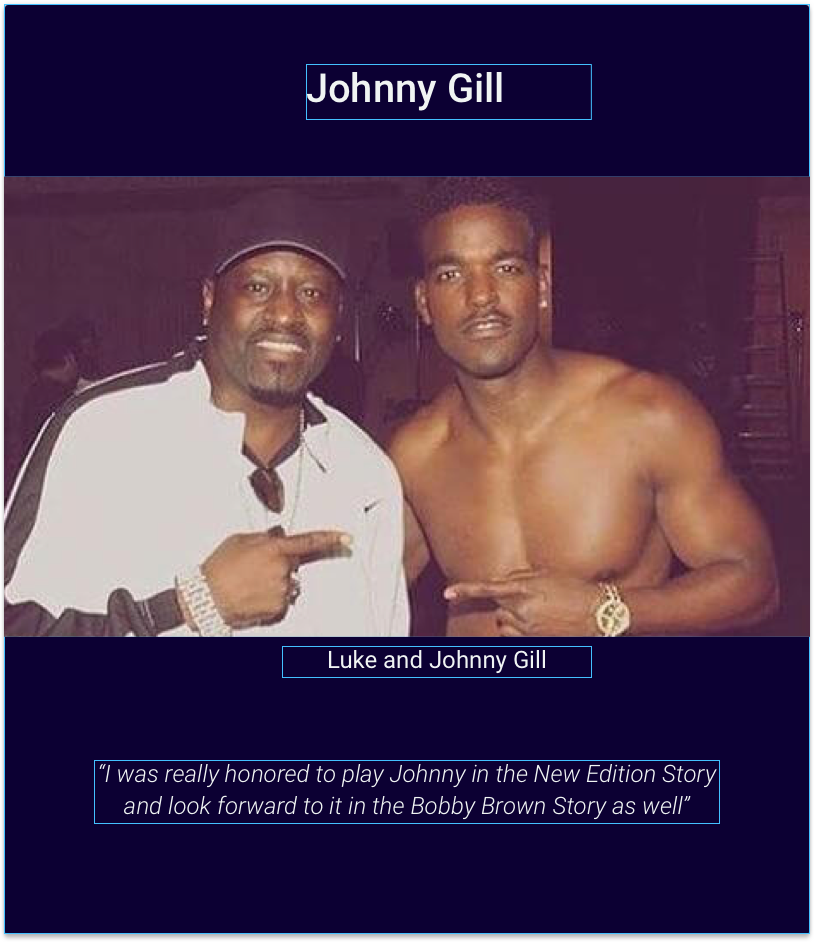 Johnny Gill
Luke and Johnny Gill
“I was really honored to play Johnny in the New Edition Story
and look forward to it in the Bobby Brown Story as well”